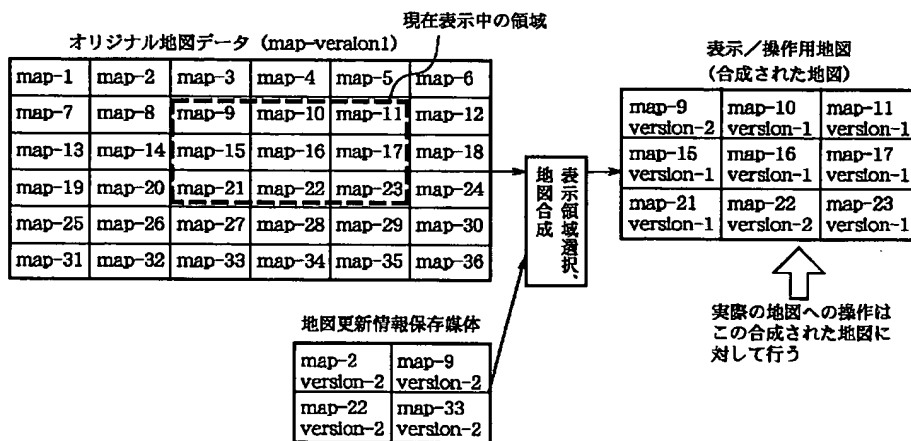 現在表示中の領域
オリジナル地図データ (map-veraion1)
map-1 map-2 map-3 map-4 map-5 map-6
map-7 map-8 map-9 map-10 map-11 map-12
map-13 map-14 map-15 map-16 map-17 map-18
map-19 map-20 map-21 map-22 map-23 map-24
map-25 map-26 map-27 map-28 map-29 map-30
map-31 map-32 map-33 map-34 map-35 map-36
表示領域選択、
地図合成
表示／操作用地図
(合成された地図)
map-9 map-10 map-11
version-2 version-1 version-1
map-15 map-16 map-17
version-1 version-1 version-1
map-21 map-22 map-23
version-1 version-2 version-1
実際の地図への操作は
この合成された地図に
対して行う
地図更新情報保存媒体
map-2 map-9
version-2 version-2
map-22 map-33
version-2 version-2